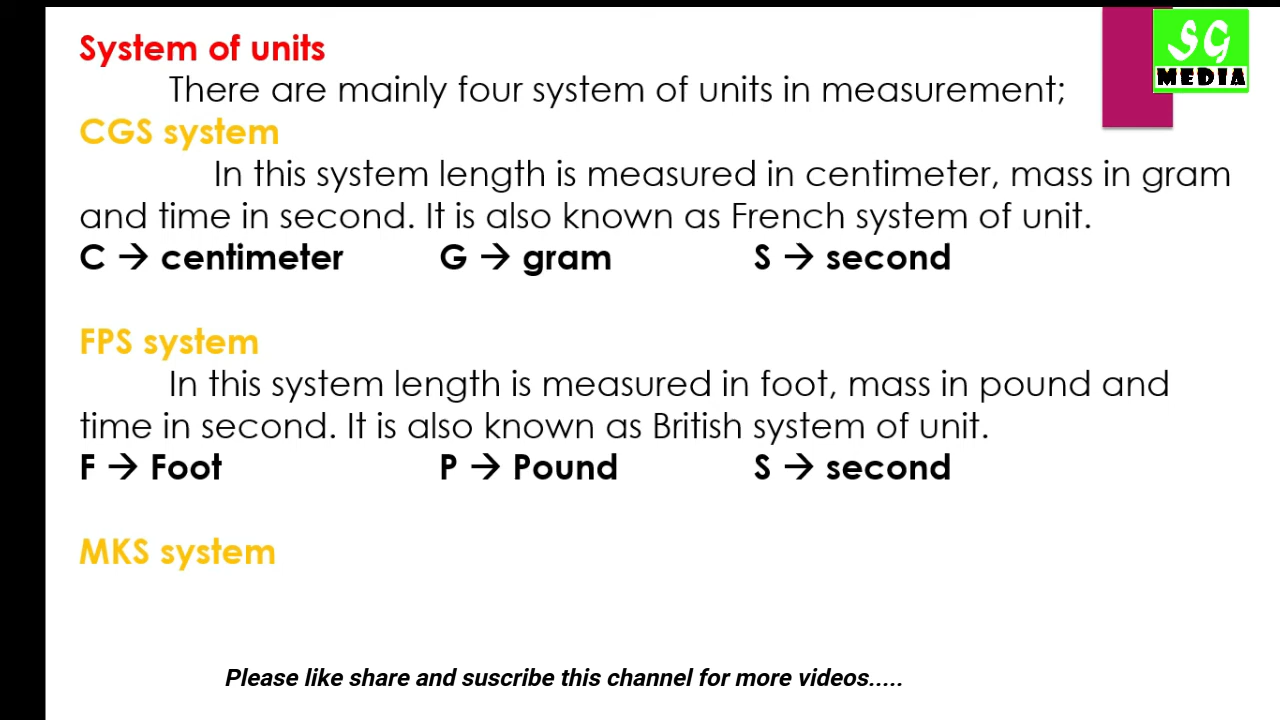 System of units
There are mainly four system of units in measurement;
CGS system
In this system length is measured in centimeter, mass in gram
and time in second. It is also known as French system of unit.
C → centimeter G → gram S → second
FPS system
In this system length is measured in foot, mass in pound and
time in second. It is also known as British system of unit.
F → Foot P → Pound S → second
MKS system
Please like share and suscribe this channel for more videos.....
SG
MEDIA